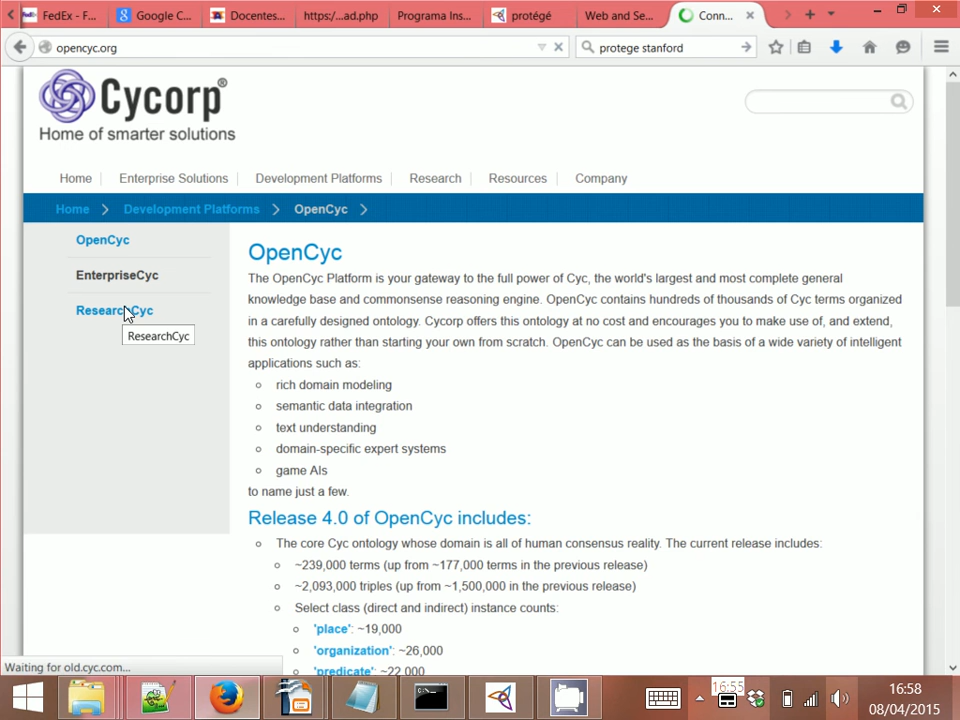 FedEx - F...
Google C...
Docentes...
https:/...ad.php
Programa Ins...
protégé
Web and Se...
Conn...
opencyc.org
protege stanford
Cycorp®
Home of smarter solutions
Home
Enterprise Solutions
Development Platforms
Research
Resources
Company
Home
Development Platforms
OpenCyc
OpenCyc
EnterpriseCyc
ResearchCyc
ResearchCyc
OpenCyc
The OpenCyc Platform is your gateway to the full power of Cyc, the world's largest and most complete general
knowledge base and commonsense reasoning engine. OpenCyc contains hundreds of thousands of Cyc terms organized
in a carefully designed ontology. Cycorp offers this ontology at no cost and encourages you to make use of, and extend,
this ontology rather than starting your own from scratch. OpenCyc can be used as the basis of a wide variety of intelligent
applications such as:
rich domain modeling
semantic data integration
text understanding
domain-specific expert systems
game AIs
to name just a few.
Release 4.0 of OpenCyc includes:
The core Cyc ontology whose domain is all of human consensus reality. The current release includes:
~239,000 terms (up from ~177,000 terms in the previous release)
~2,093,000 triples (up from ~1,500,000 in the previous release)
Select class (direct and indirect) instance counts:
'place': ~19,000
'organization': ~26,000
'predicate': ~22,000
Waiting for old.cyc.com...
16:55
16:58
08/04/2015